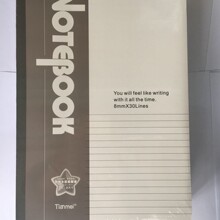 NOTEBOOK
You will feel like writing
with it all the time.
8mmX30Lines
Tianmei